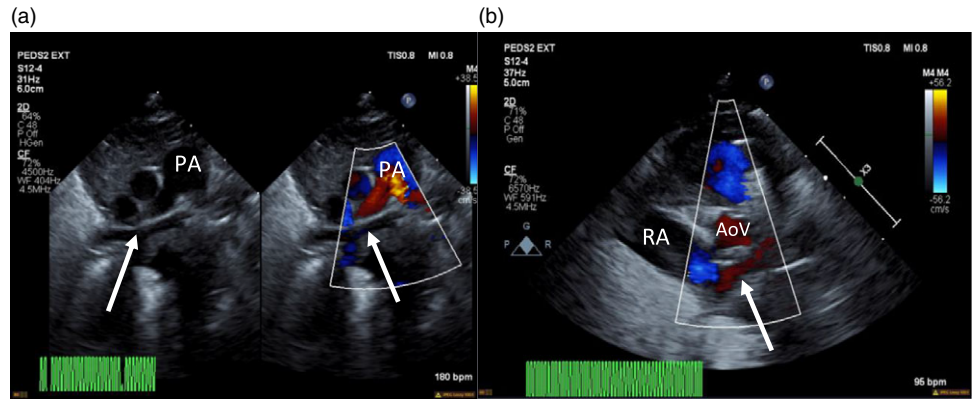 (a)
PEDS2 EXT
S12-4
31Hz
6.0cm
2D
64%
C 48
P Off
HGen
CF
72%
4500Hz
WF 404Hz
4.5MHz
TIS0.8 MI 0.8
M4
+38.5
-38.5
cm/s
PA
PA
P
180 bpm
(b)
PEDS2 EXT
S12-4
37Hz
5.0cm
2D
71%
C 48
P Off
Gen
CF
72%
6570Hz
WF 591Hz
4.5MHz
TIS0.8 MI 0.8
M4 M4
+56.2
-56.2
cm/s
P
X3
G
P R
RA
AoV
95 bpm